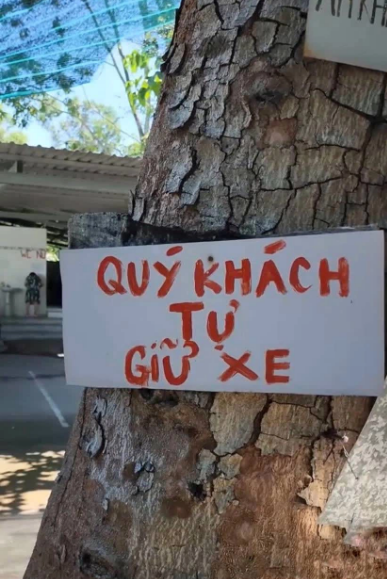 QUÝ KHÁCH
TỰ
GIỮ XE